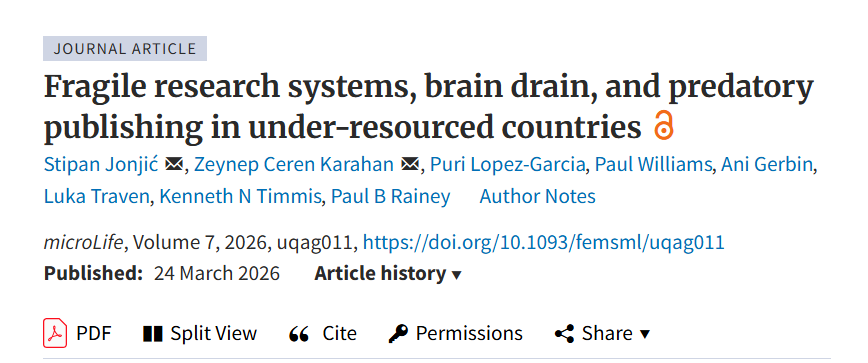 JOURNAL ARTICLE
Fragile research systems, brain drain, and predatory
publishing in under-resourced countries
Stipan Jonjić, Zeynep Ceren Karahan, Puri Lopez-Garcia, Paul Williams, Ani Gerbin,
Luka Traven, Kenneth N Timmis, Paul B Rainey Author Notes
microLife, Volume 7, 2026, uqag011, https://doi.org/10.1093/femsml/uqag011
Published: 24 March 2026 Article history ▼
PDF Split View Cite Permissions Share ▼